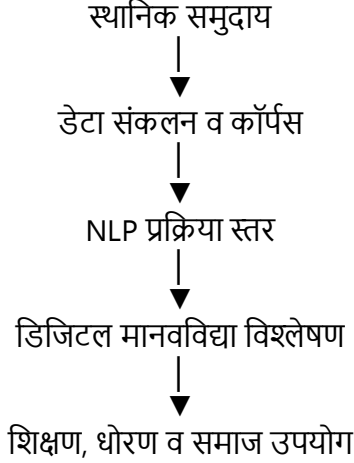 स्थानिक समुदाय
डेटा संकलन व कॉर्पस
NLP प्रक्रिया स्तर
डिजिटल मानवविद्या विश्लेषण
शिक्षण, धोरण व समाज उपयोग